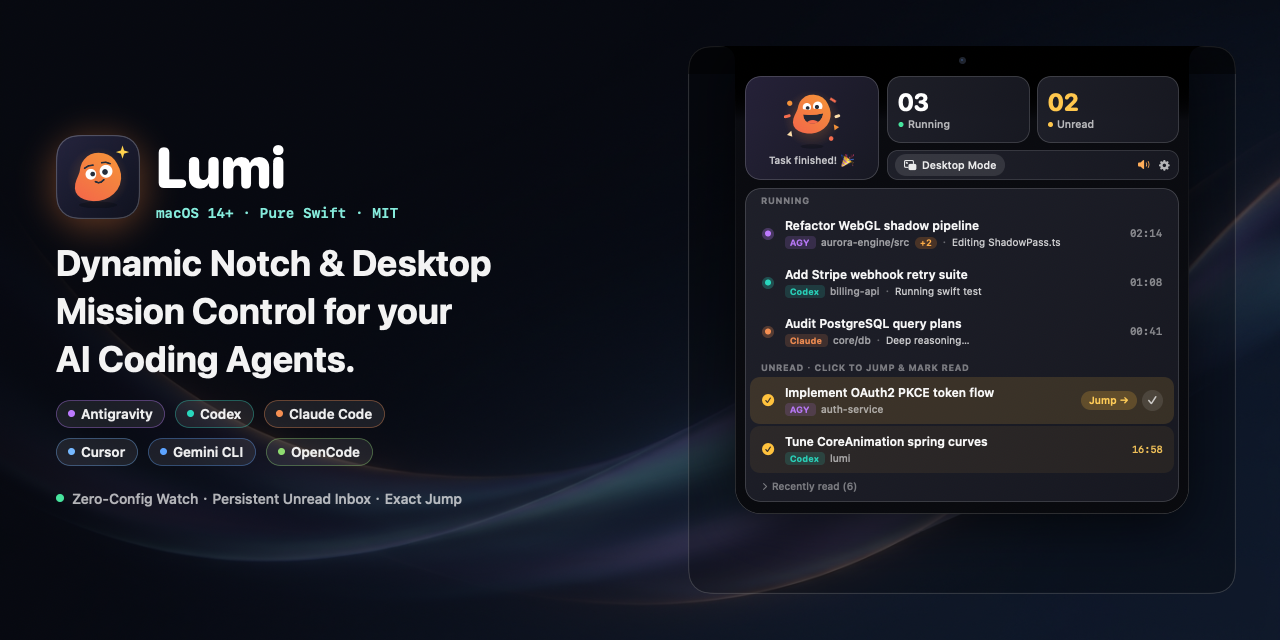 Lumi
macOS 14+ · Pure Swift · MIT
Dynamic Notch & Desktop
Mission Control for your
AI Coding Agents.
Antigravity
Codex
Claude Code
Cursor
Gemini CLI
OpenCode
Zero-Config Watch · Persistent Unread Inbox · Exact Jump
Task finished! 🎉
03
Running
02
Unread
Desktop Mode
RUNNING
Refactor WebGL shadow pipeline
AGY aurora-engine/src +2 · Editing ShadowPass.ts
02:14
Add Stripe webhook retry suite
Codex billing-api · Running swift test
01:08
Audit PostgreSQL query plans
Claude core/db · Deep reasoning…
00:41
UNREAD · CLICK TO JUMP & MARK READ
Implement OAuth2 PKCE token flow
AGY auth-service
Jump →
Tune CoreAnimation spring curves
Codex lumi
16:58
Recently read (6)